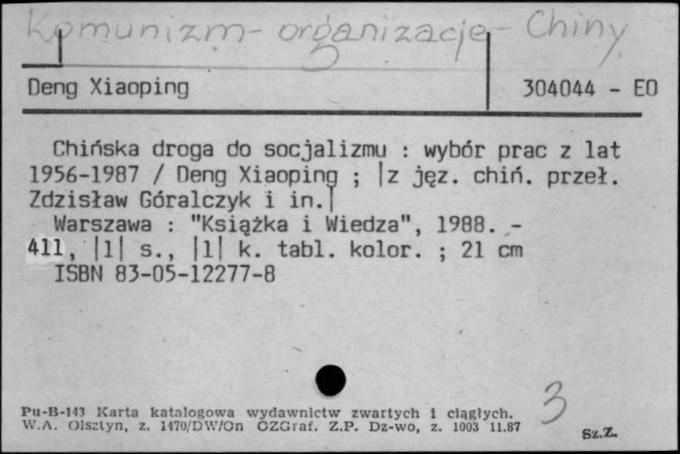 Komunizm - organizacje - Chiny
Deng Xiaoping 304044 - EO
Chińska droga do socjalizmu : wybór prac z lat
1956-1987 / Deng Xiaoping ; |z jęz. chiń. przeł.
Zdzisław Góralczyk i in.|
Warszawa : "Książka i Wiedza", 1988. -
411, |1| s., |1| k. tabl. kolor. ; 21 cm
ISBN 83-05-12277-8
3
Pu-B-143 Karta katalogowa wydawnictw zwartych i ciągłych.
W.A. Olsztyn, z. 1470/DW/On OZGraf. Z.P. Dz-wo, z. 1003 11.87
Sz.Z.